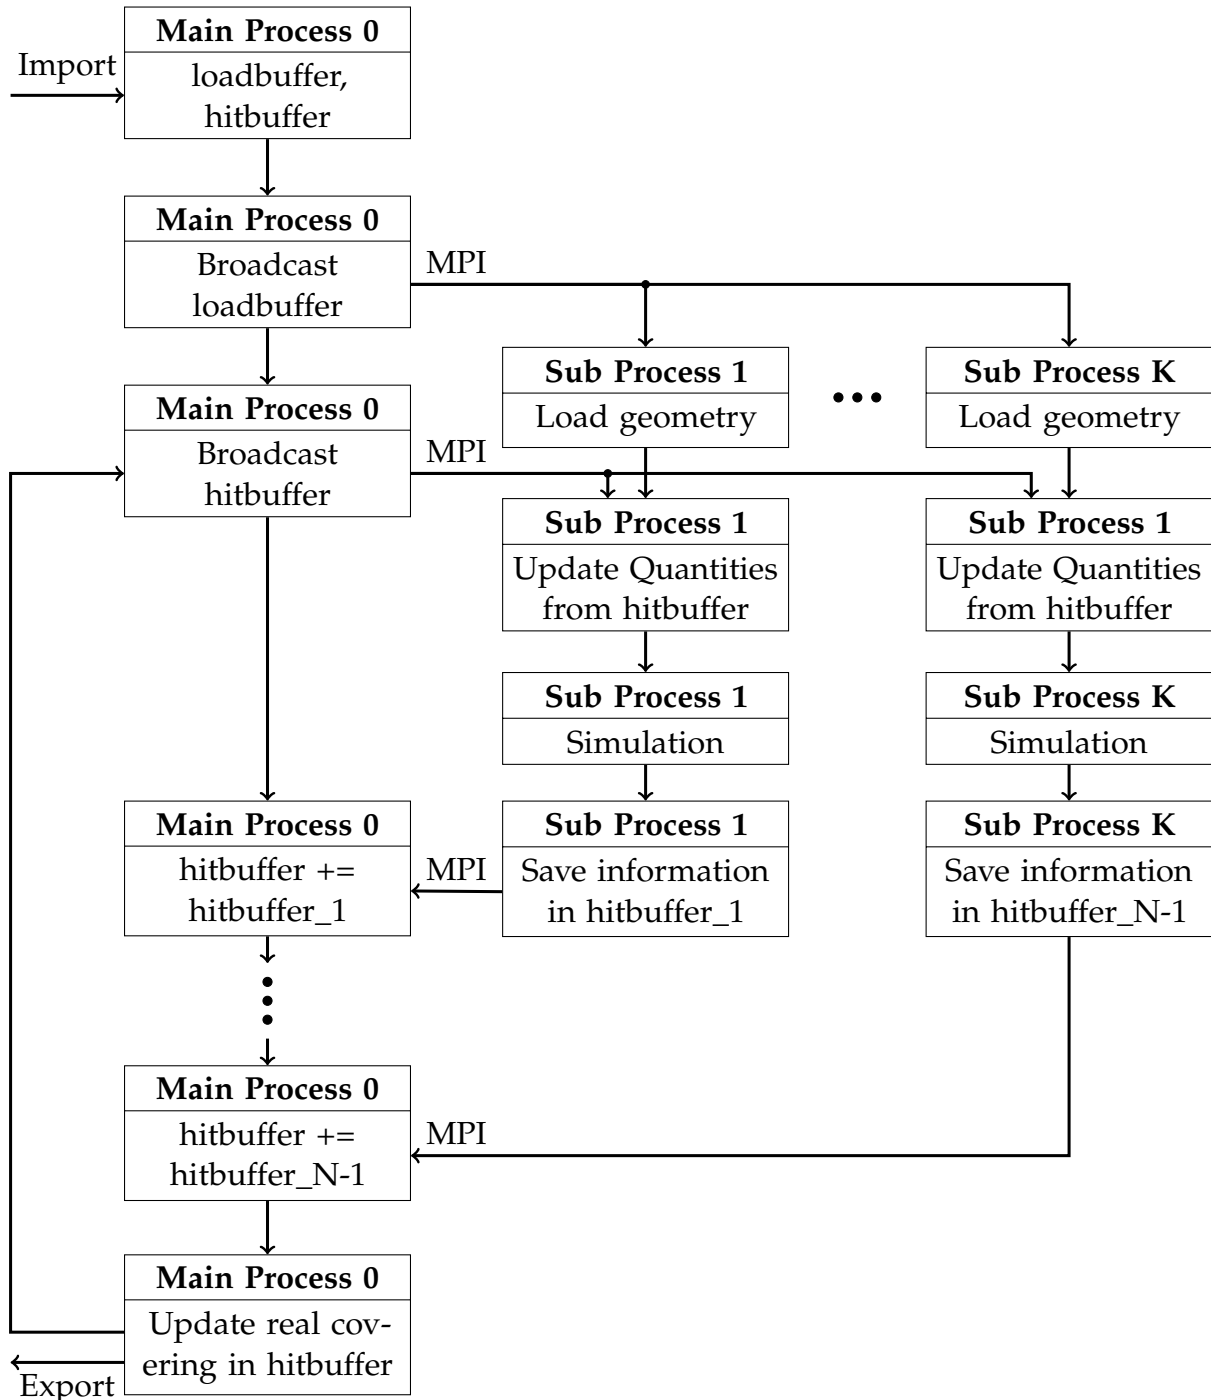 Main Process 0
Import
loadbuffer,
hitbuffer
Main Process 0
Broadcast
loadbuffer
MPI
Sub Process 1
Load geometry
Sub Process K
Load geometry
Main Process 0
Broadcast
hitbuffer
MPI
Sub Process 1
Update Quantities
from hitbuffer
Sub Process 1
Update Quantities
from hitbuffer
Sub Process 1
Simulation
Sub Process K
Simulation
Main Process 0
hitbuffer +=
hitbuffer_1
MPI
Sub Process 1
Save information
in hitbuffer_1
Sub Process K
Save information
in hitbuffer_N-1
Main Process 0
hitbuffer +=
hitbuffer_N-1
MPI
Main Process 0
Update real cov-
ering in hitbuffer
Export